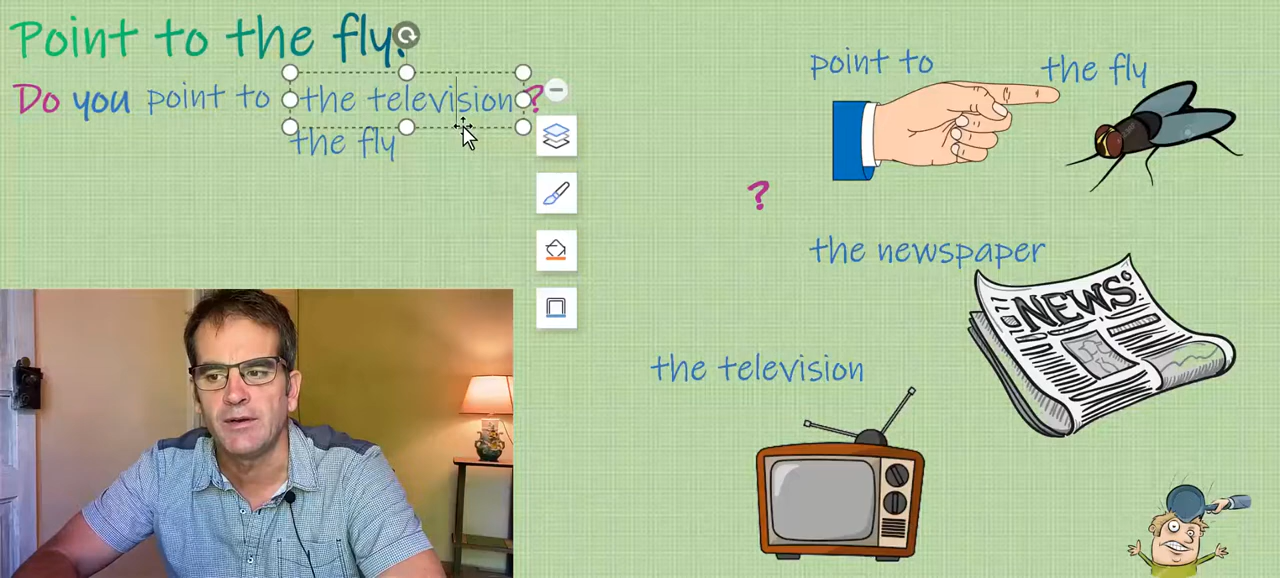 Point to the fly.
Do you point to the television ?
the fly
point to
the fly
?
the newspaper
NEWS
the television